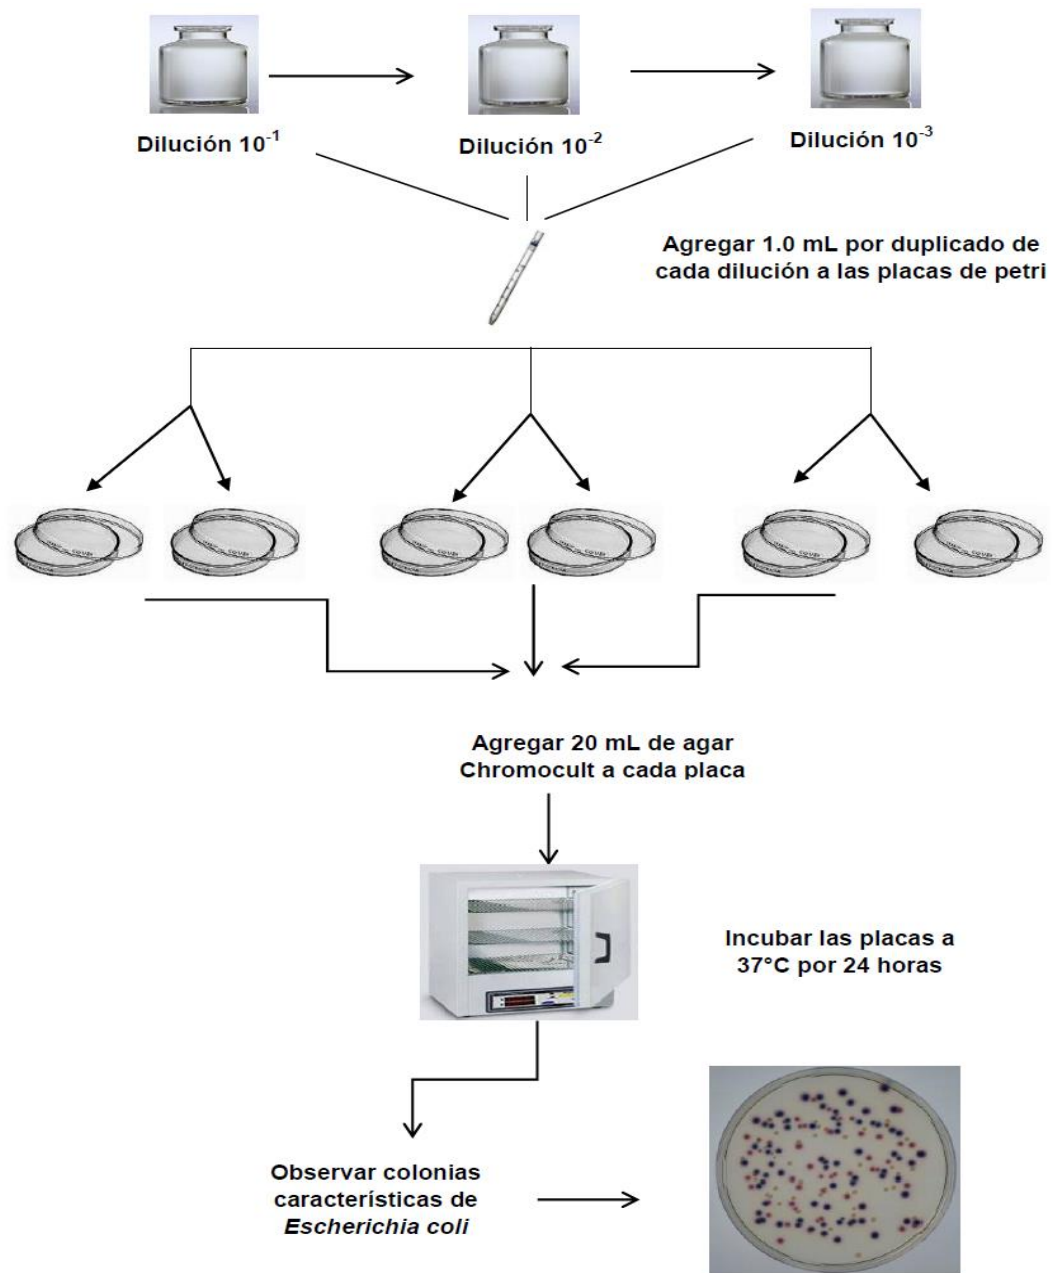 Dilución 10⁻¹
Dilución 10⁻²
Dilución 10⁻³
Agregar 1.0 mL por duplicado de
cada dilución a las placas de petri
Agregar 20 mL de agar
Chromocult a cada placa
Incubar las placas a
37°C por 24 horas
Observar colonias
características de
Escherichia coli